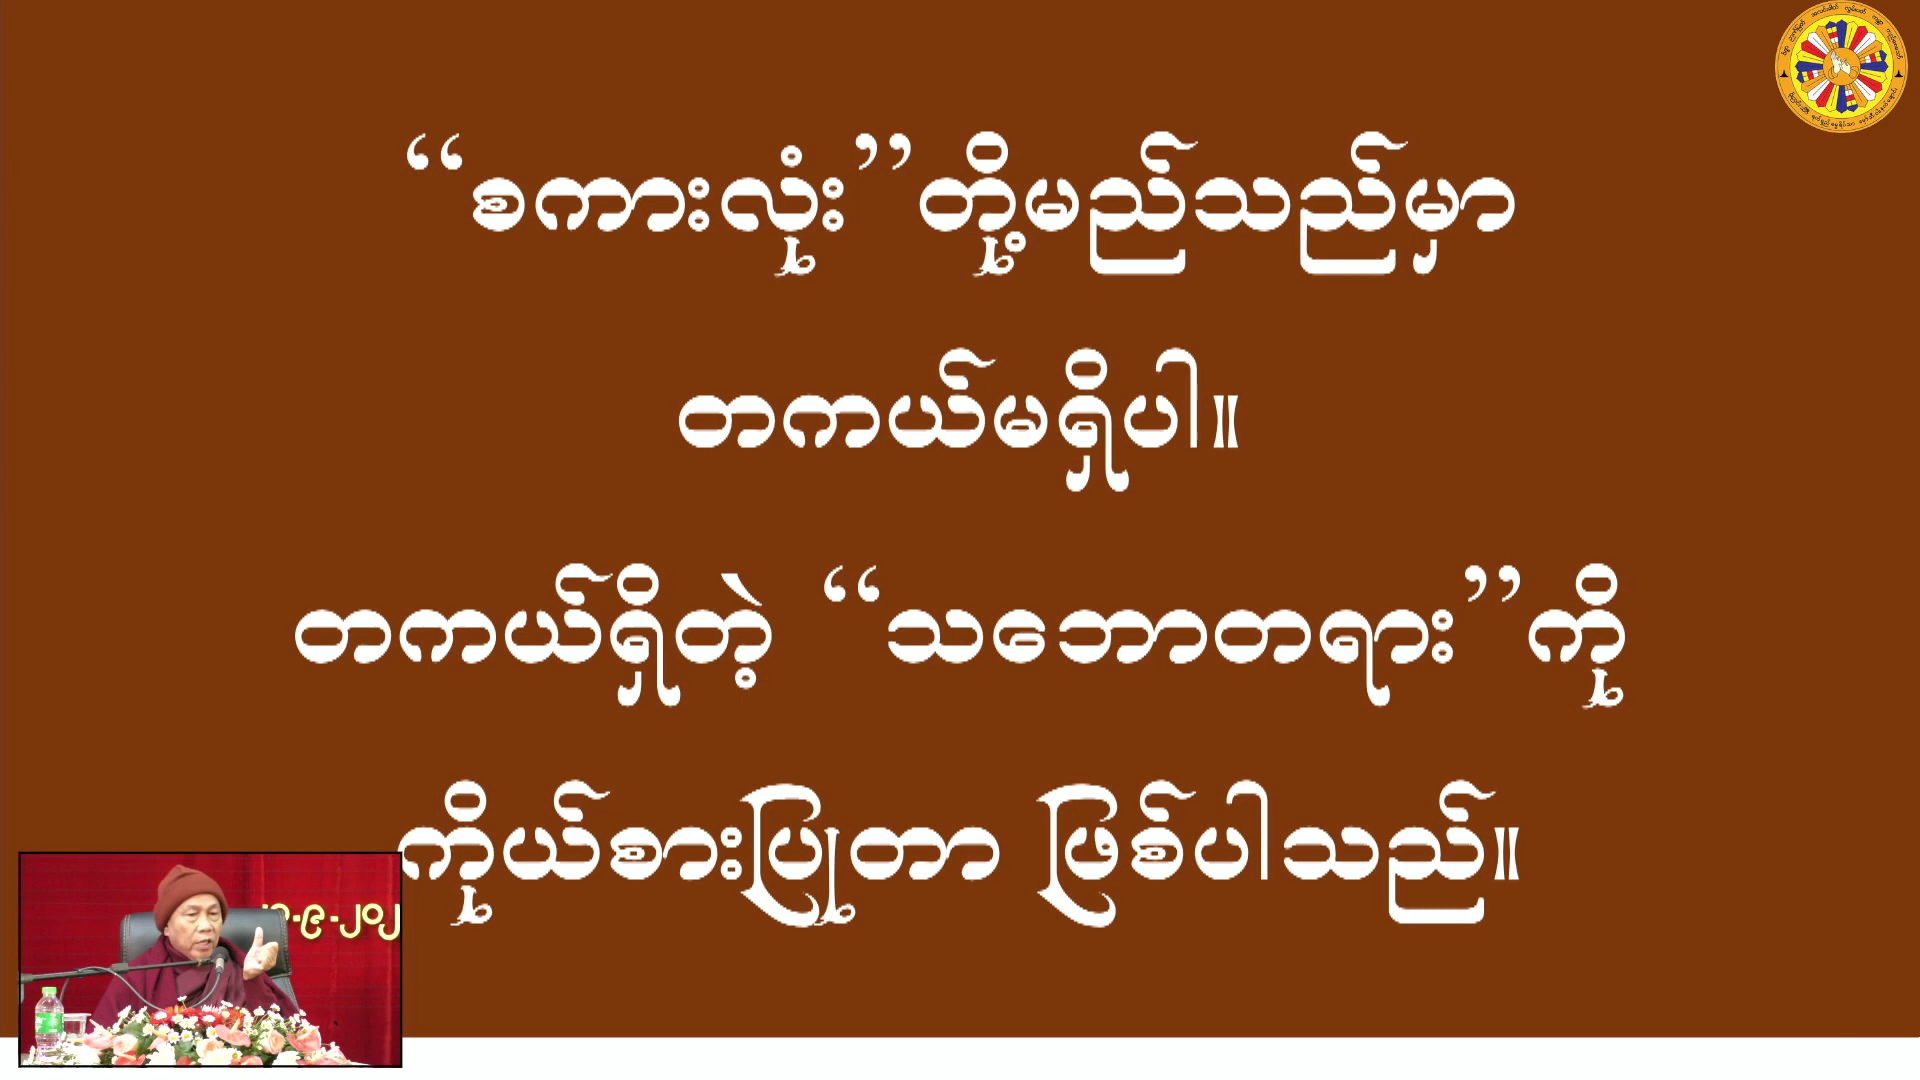 “စကားလုံး”တို့မည်သည်မှာ
တကယ်မရှိပါ။
တကယ်ရှိတဲ့ “သဘောတရား”ကို
ကိုယ်စားပြုတာ ဖြစ်ပါသည်။